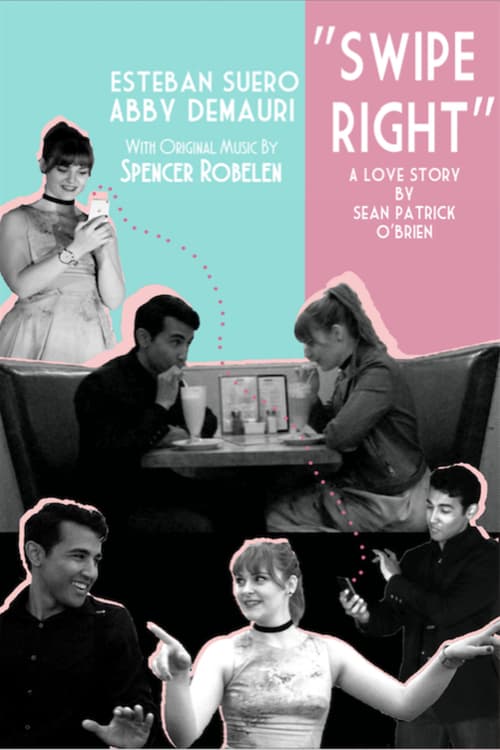 ESTEBAN SUERO
ABBY DEMAURI
WITH ORIGINAL MUSIC BY
SPENCER ROBELEN
"SWIPE
RIGHT"
A LOVE STORY
BY
SEAN PATRICK
O'BRIEN